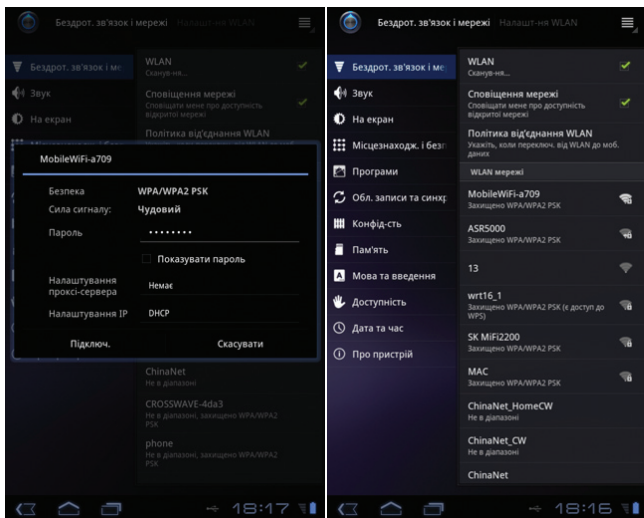 Бездрот. зв'язок і мережі Налашт-ня WLAN
Бездрот. зв'язок і ме
Звук
На екран
WLAN
Сканув-ня...
Сповіщення мережі
Сповіщати мене про доступність
відкритої мережі
Політика від'єднання WLAN
MobileWiFi-a709
Безпека WPA/WPA2 PSK
Сила сигналу: Чудовий
Пароль ········
Показувати пароль
Налаштування
проксі-сервера
Немає
Налаштування IP DHCP
Підключ. Скасувати
ChinaNet
Не в діапазоні
CROSSWAVE-4da3
Не в діапазоні, захищено WPA/WPA2
PSK
phone
Не в діапазоні, захищено WPA/WPA2
PSK
18:17
Бездрот. зв'язок і мережі Налашт-ня WLAN
Бездрот. зв'язок і ме
Звук
На екран
Місцезнаходж. і безп
Програми
Обл. записи та синхр
Конфід-сть
Пам'ять
Мова та введення
Доступність
Дата та час
Про пристрій
WLAN
Сканув-ня...
Сповіщення мережі
Сповіщати мене про доступність
відкритої мережі
Політика від'єднання WLAN
Укажіть, коли переключ. від WLAN до моб.
даних
WLAN мережі
MobileWiFi-a709
Захищено WPA/WPA2 PSK
ASR5000
Захищено WPA/WPA2 PSK
13
wrt16_1
Захищено WPA/WPA2 PSK (є доступ до
WPS)
SK MiFi2200
Захищено WPA/WPA2 PSK
MAC
Захищено WPA/WPA2 PSK
ChinaNet_HomeCW
Не в діапазоні
ChinaNet_CW
Не в діапазоні
ChinaNet
18:16